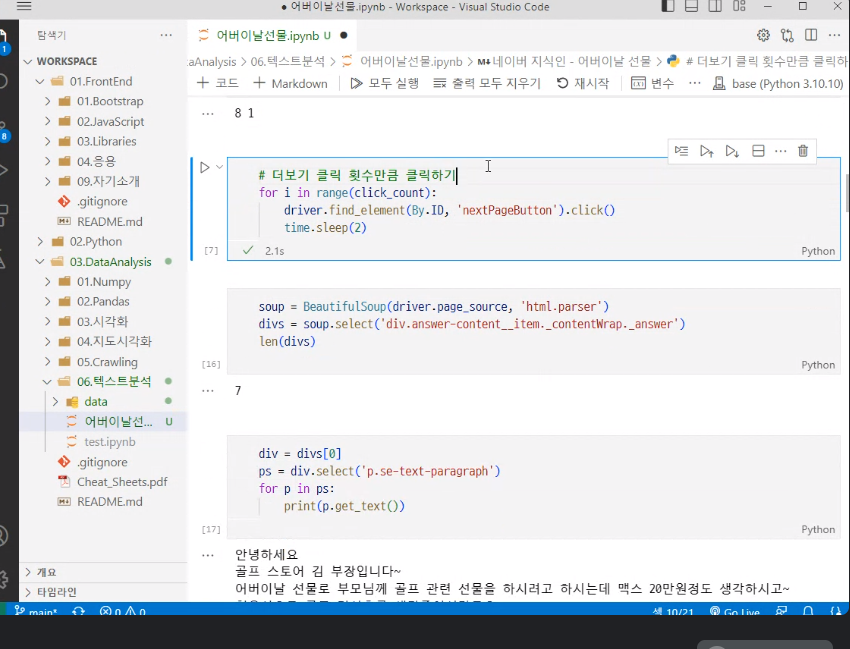 ● 어버이날선물.ipynb - Workspace - Visual Studio Code
탐색기
어버이날선물.ipynb U ●
WORKSPACE
01.FrontEnd
01.Bootstrap
02.JavaScript
03.Libraries
04.응용
09.자기소개
.gitignore
README.md
02.Python
03.DataAnalysis
01.Numpy
02.Pandas
03.시각화
04.지도시각화
05.Crawling
06.텍스트분석
data
어버이날선... U
test.ipynb
.gitignore
Cheat_Sheets.pdf
README.md
개요
타임라인
aAnalysis > 06.텍스트분석 > 어버이날선물.ipynb > M↓네이버 지식인 - 어버이날 선물 > # 더보기 클릭 횟수만큼 클릭하기
+ 코드 + Markdown 모두 실행 출력 모두 지우기 재시작 변수 ... base (Python 3.10.10)
8 1
# 더보기 클릭 횟수만큼 클릭하기
for i in range(click_count):
driver.find_element(By.ID, 'nextPageButton').click()
time.sleep(2)
[7] 2.1s Python
soup = BeautifulSoup(driver.page_source, 'html.parser')
divs = soup.select('div.answer-content__item._contentWrap._answer')
len(divs)
[16] Python
7
div = divs[0]
ps = div.select('p.se-text-paragraph')
for p in ps:
print(p.get_text())
[17] Python
안녕하세요
골프 스토어 김 부장입니다~
어버이날 선물로 부모님께 골프 관련 선물을 하시려고 하시는데 맥스 20만원정도 생각하시고~
main* 0 0 셀 10/21 Go Live